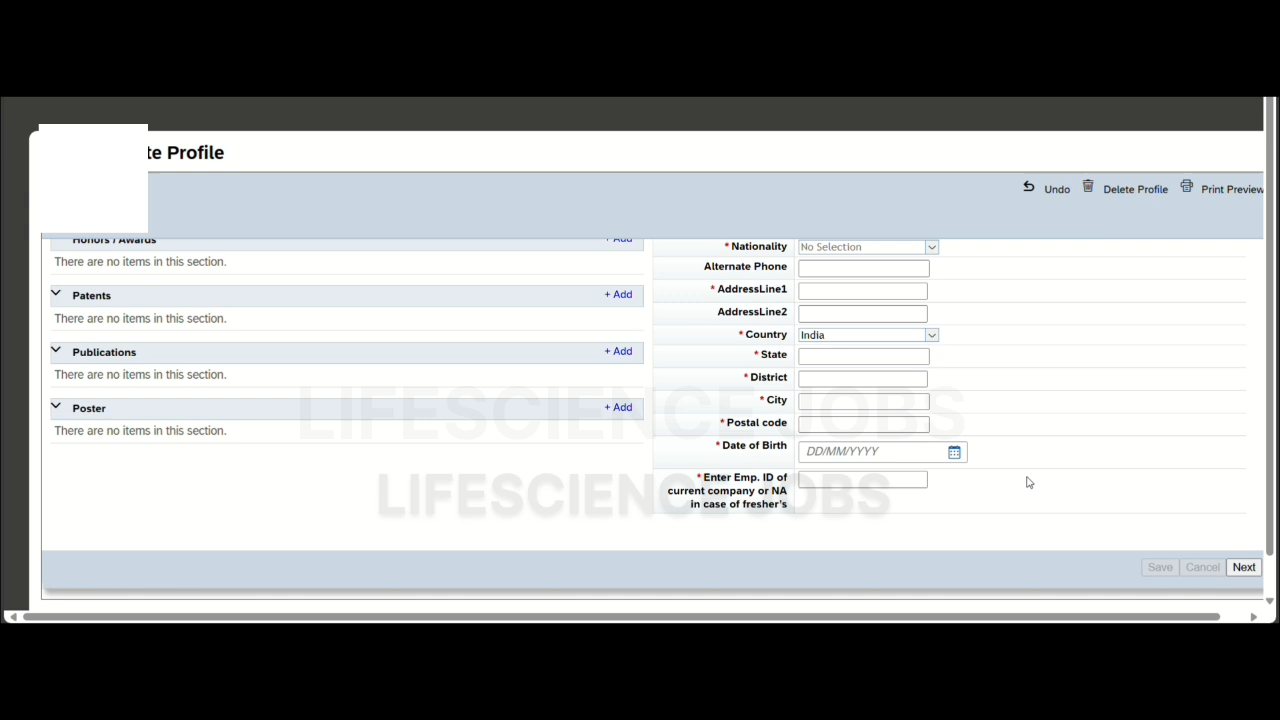 te Profile
Undo
Delete Profile
Print Preview
Honors / Awards
+ Add
There are no items in this section.
Patents
+ Add
There are no items in this section.
Publications
+ Add
There are no items in this section.
Poster
+ Add
There are no items in this section.
* Nationality
No Selection
Alternate Phone
* AddressLine1
AddressLine2
* Country
India
* State
* District
* City
* Postal code
* Date of Birth
DD/MM/YYYY
* Enter Emp. ID of
current company or NA
in case of fresher's
LIFESCIENCE JOBS
LIFESCIENCE JOBS
Save
Cancel
Next